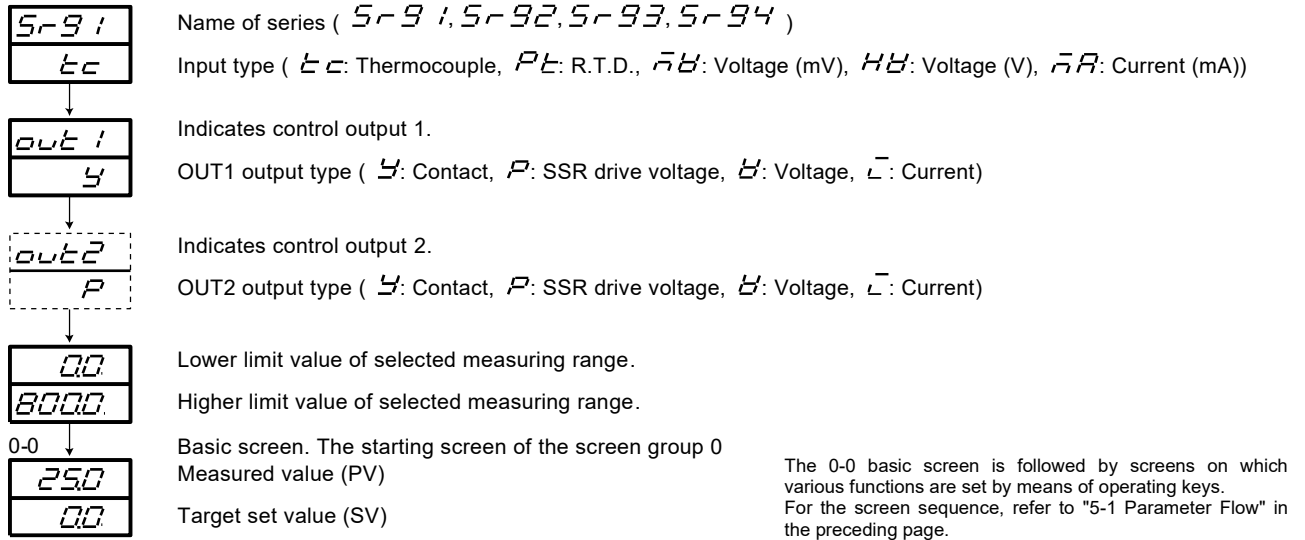 Sr91
Name of series ( Sr91, Sr92, Sr93, Sr94 )
tc
Input type ( tc: Thermocouple, Pt: R.T.D., mV: Voltage (mV), HV: Voltage (V), mA: Current (mA))
out1
Indicates control output 1.
Y
OUT1 output type ( Y: Contact, P: SSR drive voltage, V: Voltage, i: Current)
out2
Indicates control output 2.
P
OUT2 output type ( Y: Contact, P: SSR drive voltage, V: Voltage, i: Current)
0.0
Lower limit value of selected measuring range.
800.0
Higher limit value of selected measuring range.
0-0
Basic screen. The starting screen of the screen group 0
25.0
Measured value (PV)
0.0
Target set value (SV)
The 0-0 basic screen is followed by screens on which
various functions are set by means of operating keys.
For the screen sequence, refer to "5-1 Parameter Flow" in
the preceding page.